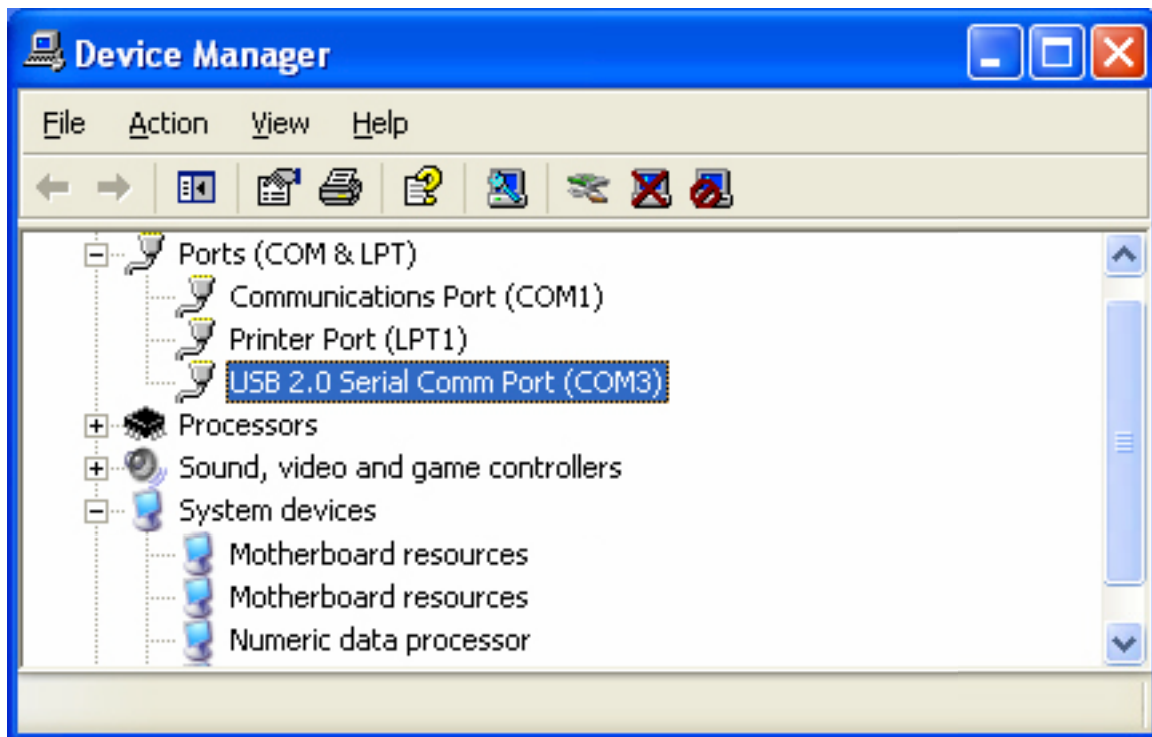 Device Manager
File Action View Help
Ports (COM & LPT)
Communications Port (COM1)
Printer Port (LPT1)
USB 2.0 Serial Comm Port (COM3)
Processors
Sound, video and game controllers
System devices
Motherboard resources
Motherboard resources
Numeric data processor